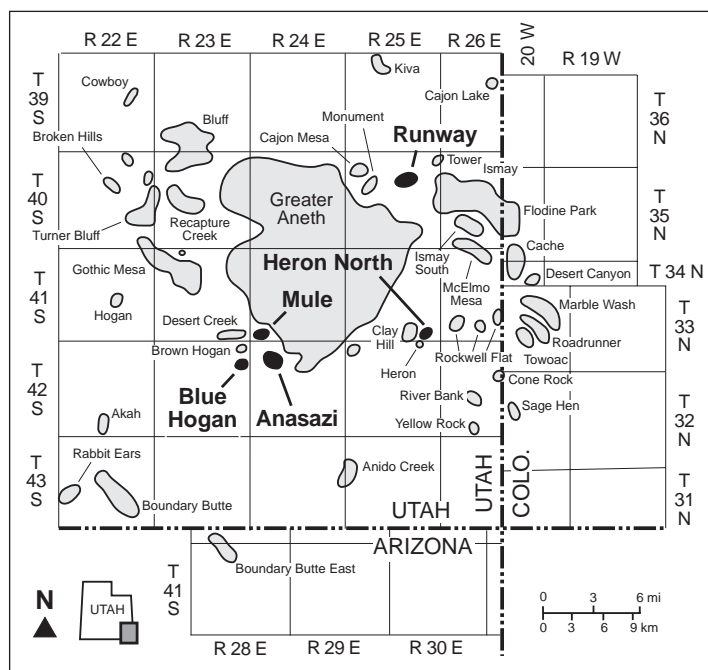 R 22 E
R 23 E
R 24 E
R 25 E
R 26 E
20 W
R 19 W
T
39
S
T
40
S
T
41
S
T
42
S
T
43
S
T
36
N
T
35
N
T 34 N
T
33
N
T
32
N
T
31
N
Cowboy
Kiva
Cajon Lake
Broken Hills
Bluff
Cajon Mesa
Monument
Runway
Tower
Ismay
Greater
Aneth
Flodine Park
Turner Bluff
Recapture
Creek
Ismay
South
Cache
Gothic Mesa
Heron North
McElmo
Mesa
Desert Canyon
Hogan
Mule
Marble Wash
Desert Creek
Clay
Hill
Roadrunner
Brown Hogan
Heron
Rockwell Flat
Towoac
Blue
Hogan
Anasazi
Cone Rock
River Bank
Sage Hen
Akah
Yellow Rock
Rabbit Ears
Anido Creek
Boundary Butte
UTAH
UTAH
COLO.
ARIZONA
Boundary Butte East
T
41
S
R 28 E
R 29 E
R 30 E
N
UTAH
0 3 6 mi
0 3 6 9 km